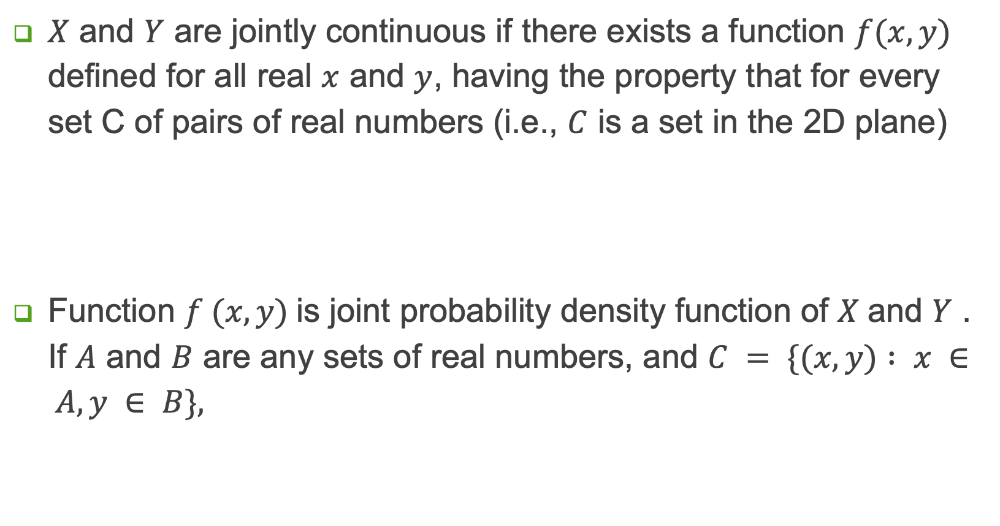 X and Y are jointly continuous if there exists a function f(x, y)
defined for all real x and y, having the property that for every
set C of pairs of real numbers (i.e., C is a set in the 2D plane)
Function f (x, y) is joint probability density function of X and Y .
If A and B are any sets of real numbers, and C = {(x, y) : x ∈
A, y ∈ B},